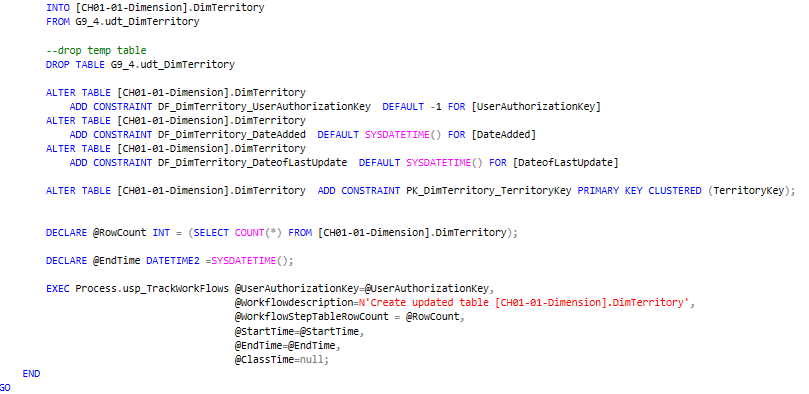 INTO [CH01-01-Dimension].DimTerritory
FROM G9_4.udt_DimTerritory
--drop temp table
DROP TABLE G9_4.udt_DimTerritory
ALTER TABLE [CH01-01-Dimension].DimTerritory
ADD CONSTRAINT DF_DimTerritory_UserAuthorizationKey  DEFAULT -1 FOR [UserAuthorizationKey]
ALTER TABLE [CH01-01-Dimension].DimTerritory
ADD CONSTRAINT DF_DimTerritory_DateAdded  DEFAULT SYSDATETIME() FOR [DateAdded]
ALTER TABLE [CH01-01-Dimension].DimTerritory
ADD CONSTRAINT DF_DimTerritory_DateofLastUpdate  DEFAULT SYSDATETIME() FOR [DateofLastUpdate]
ALTER TABLE [CH01-01-Dimension].DimTerritory  ADD CONSTRAINT PK_DimTerritory_TerritoryKey PRIMARY KEY CLUSTERED (TerritoryKey);
DECLARE @RowCount INT = (SELECT COUNT(*) FROM [CH01-01-Dimension].DimTerritory);
DECLARE @EndTime DATETIME2 =SYSDATETIME();
EXEC Process.usp_TrackWorkFlows @UserAuthorizationKey=@UserAuthorizationKey,
@Workflowdescription=N'Create updated table [CH01-01-Dimension].DimTerritory',
@WorkflowStepTableRowCount = @RowCount,
@StartTime=@StartTime,
@EndTime=@EndTime,
@ClassTime=null;
END
GO